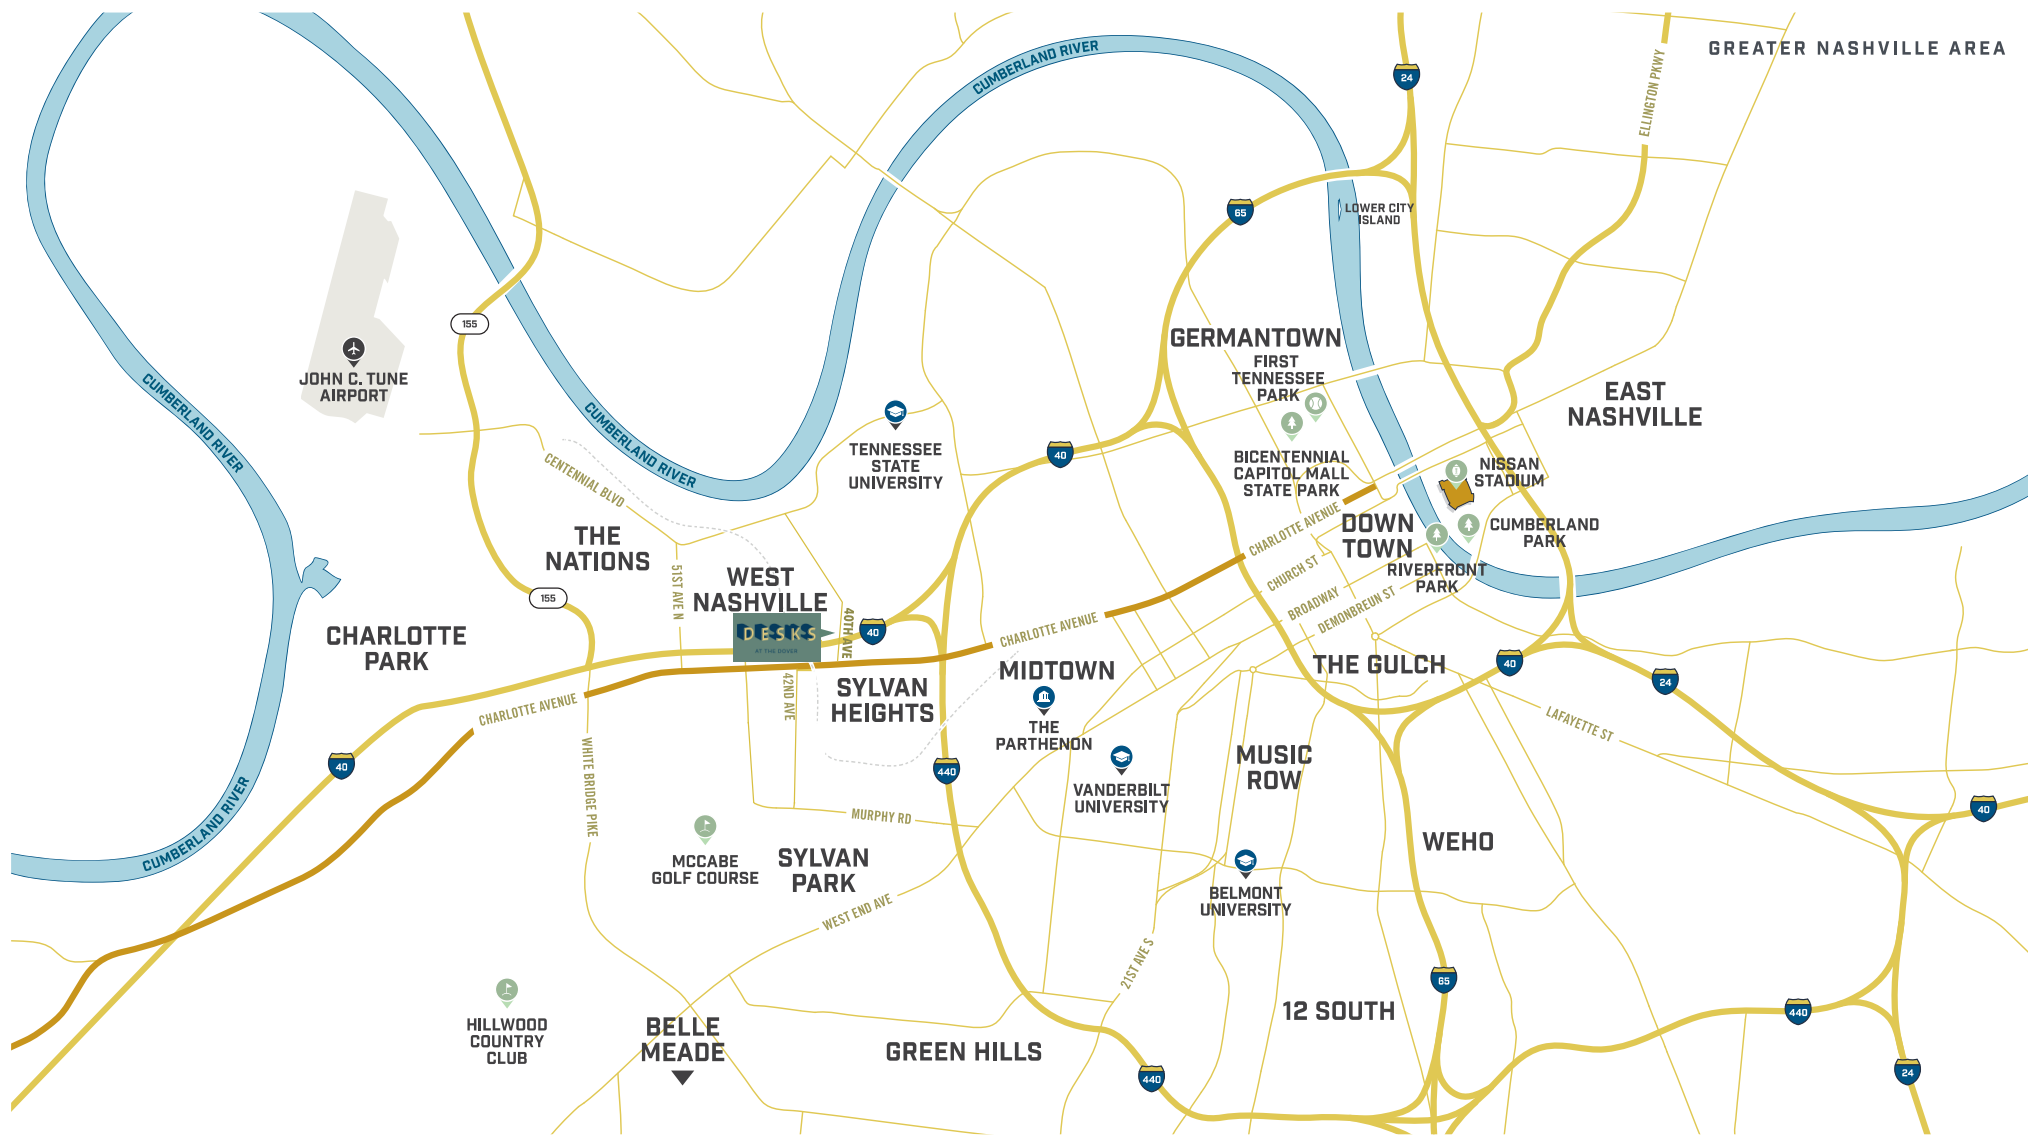 GREATER NASHVILLE AREA
CUMBERLAND RIVER
24
ELLINGTON PKWY
65
LOWER CITY
ISLAND
155
GERMANTOWN
FIRST
TENNESSEE
PARK
JOHN C. TUNE
AIRPORT
CUMBERLAND RIVER
CUMBERLAND RIVER
EAST
NASHVILLE
TENNESSEE
STATE
UNIVERSITY
40
BICENTENNIAL
CAPITOL MALL
STATE PARK
NISSAN
STADIUM
CENTENNIAL BLVD
CHARLOTTE AVENUE
DOWN
TOWN
CUMBERLAND
PARK
THE
NATIONS
RIVERFRONT
PARK
CHURCH ST
BROADWAY
DEMONBREUN ST
51ST AVE N
WEST
NASHVILLE
155
DESKS
AT THE DOVER
40TH AVE
40
CHARLOTTE AVENUE
CHARLOTTE
PARK
MIDTOWN
THE GULCH
40
24
42ND AVE
SYLVAN
HEIGHTS
CHARLOTTE AVENUE
LAFAYETTE ST
THE
PARTHENON
40
WHITE BRIDGE PIKE
440
VANDERBILT
UNIVERSITY
MUSIC
ROW
CUMBERLAND RIVER
MURPHY RD
40
WEHO
MCCABE
GOLF COURSE
SYLVAN
PARK
BELMONT
UNIVERSITY
WEST END AVE
21ST AVE S
65
HILLWOOD
COUNTRY
CLUB
BELLE
MEADE
GREEN HILLS
12 SOUTH
440
440
24